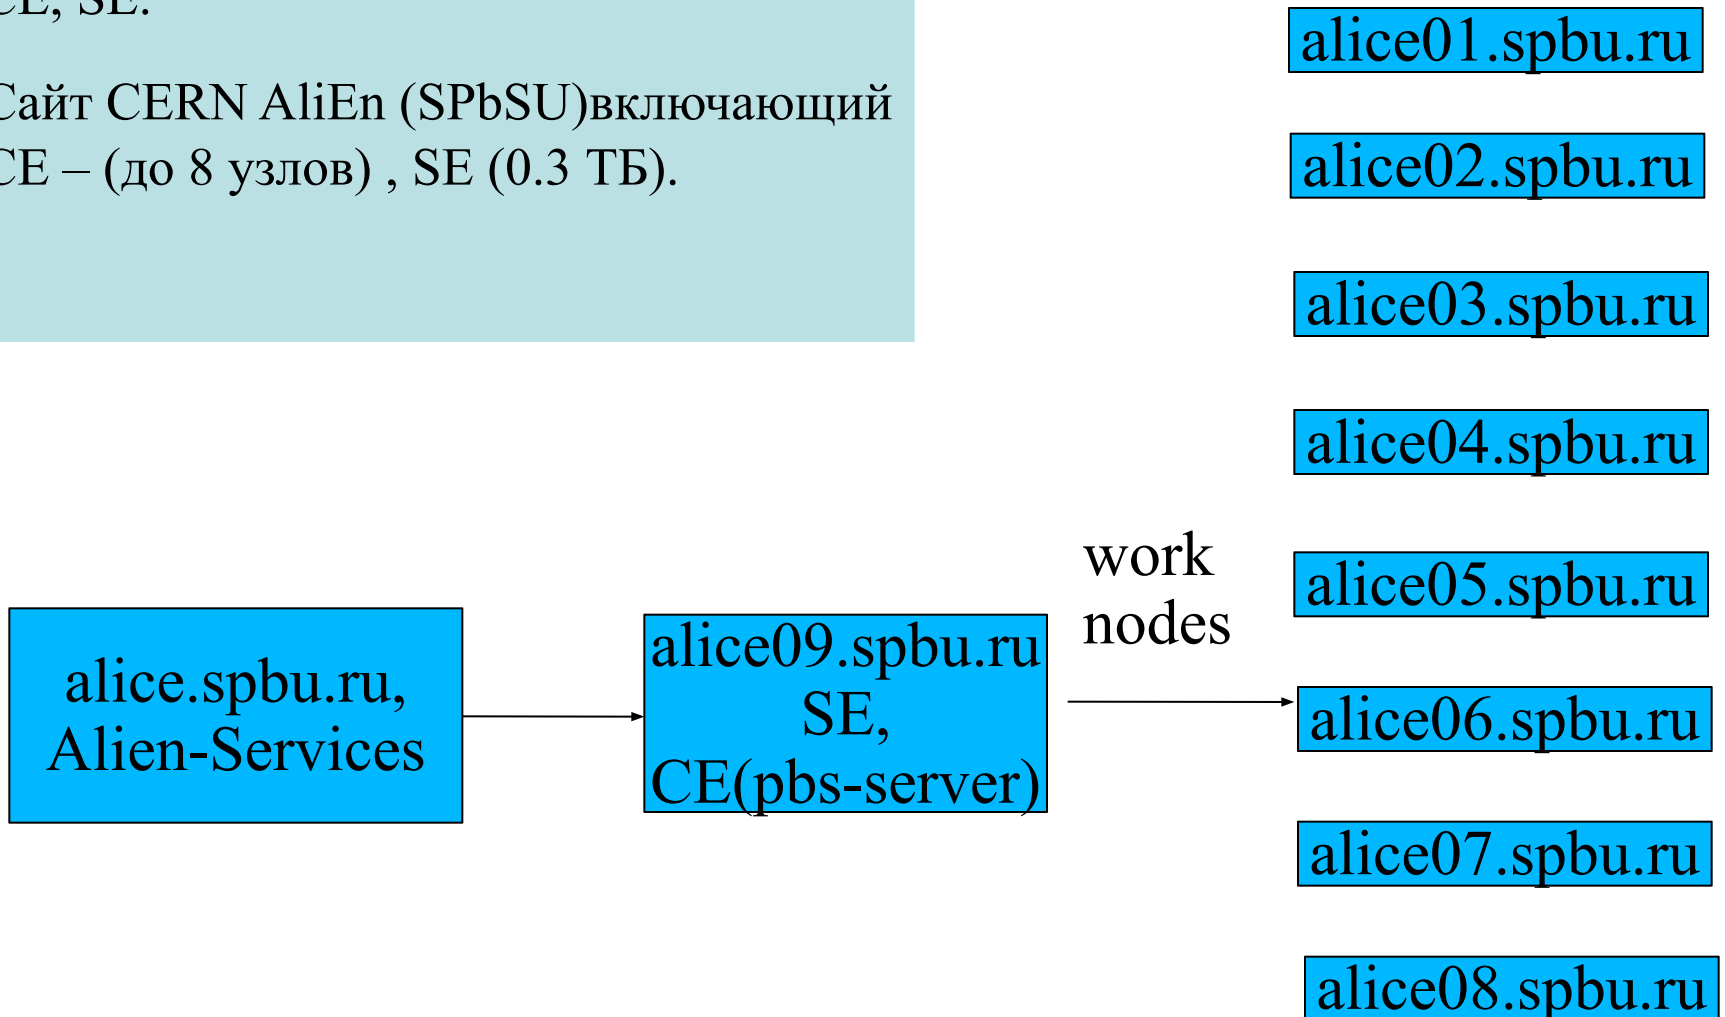 CE, SE.
Сайт CERN AliEn (SPbSU)включающий
CE – (до 8 узлов) , SE (0.3 ТБ).
alice01.spbu.ru
alice02.spbu.ru
alice03.spbu.ru
alice04.spbu.ru
alice05.spbu.ru
alice06.spbu.ru
alice07.spbu.ru
alice08.spbu.ru
work
nodes
alice09.spbu.ru
SE,
CE(pbs-server)
alice.spbu.ru,
Alien-Services